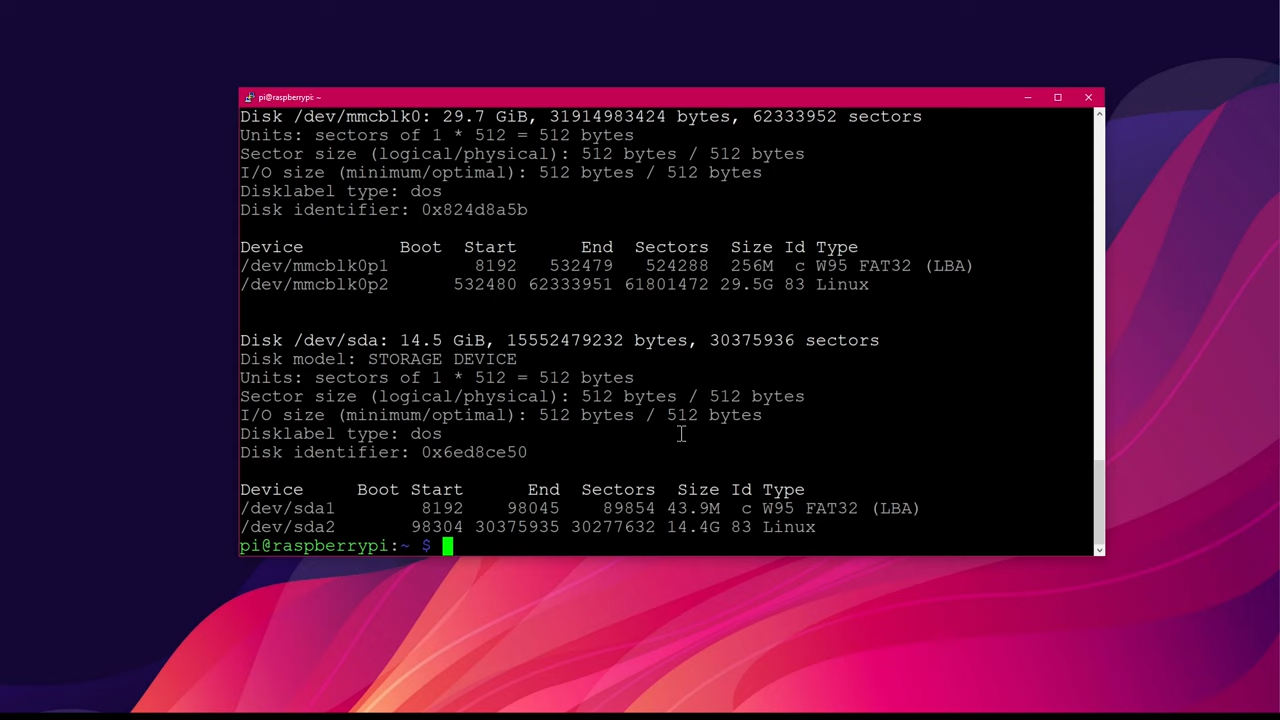 pi@raspberrypi: ~
Disk /dev/mmcblk0: 29.7 GiB, 31914983424 bytes, 62333952 sectors
Units: sectors of 1 * 512 = 512 bytes
Sector size (logical/physical): 512 bytes / 512 bytes
I/O size (minimum/optimal): 512 bytes / 512 bytes
Disklabel type: dos
Disk identifier: 0x824d8a5b
Device Boot Start End Sectors Size Id Type
/dev/mmcblk0p1 8192 532479 524288 256M c W95 FAT32 (LBA)
/dev/mmcblk0p2 532480 62333951 61801472 29.5G 83 Linux
Disk /dev/sda: 14.5 GiB, 15552479232 bytes, 30375936 sectors
Disk model: STORAGE DEVICE
Units: sectors of 1 * 512 = 512 bytes
Sector size (logical/physical): 512 bytes / 512 bytes
I/O size (minimum/optimal): 512 bytes / 512 bytes
Disklabel type: dos
Disk identifier: 0x6ed8ce50
Device Boot Start End Sectors Size Id Type
/dev/sda1 8192 98045 89854 43.9M c W95 FAT32 (LBA)
/dev/sda2 98304 30375935 30277632 14.4G 83 Linux
pi@raspberrypi:~ $